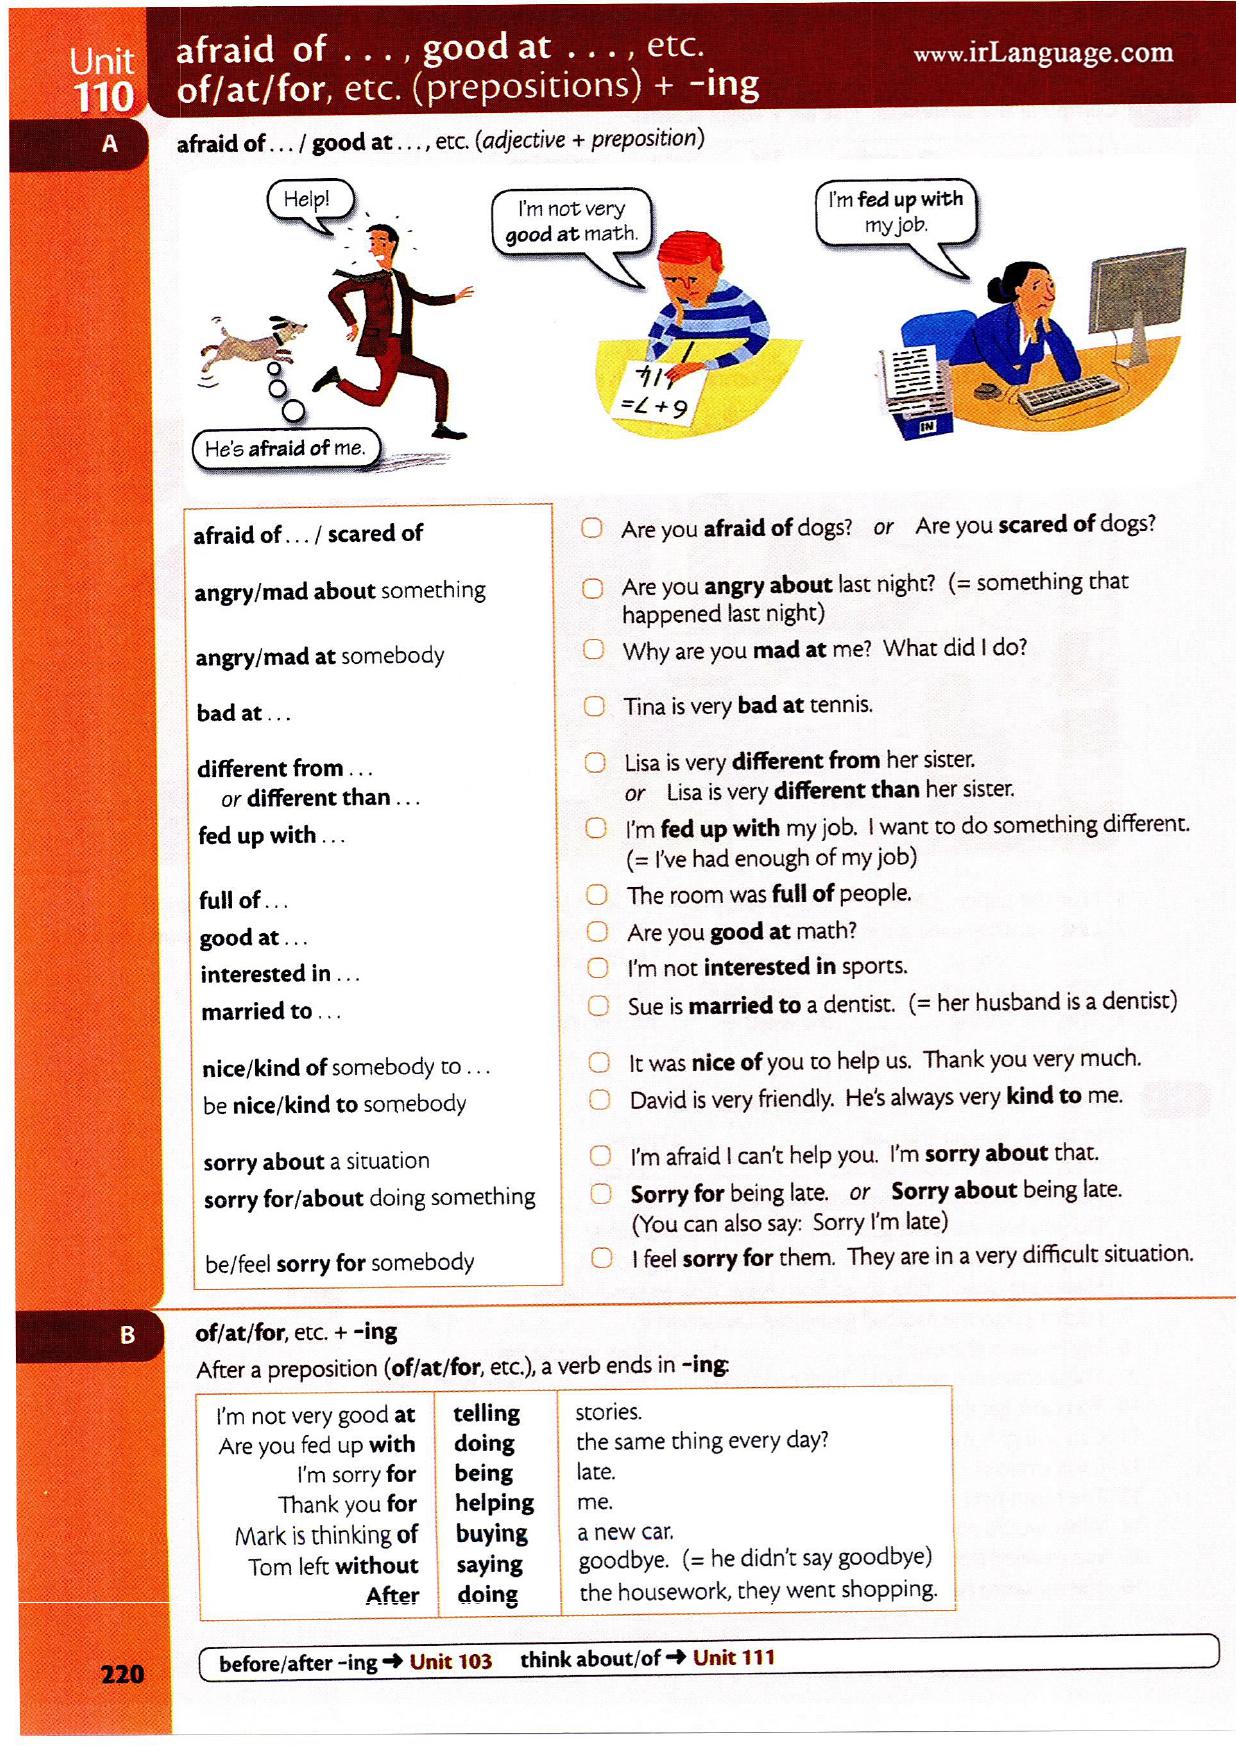 Unit
110
afraid of . . . , good at . . . , etc.
of/at/for, etc. (prepositions) + -ing
www.irLanguage.com
A
afraid of . . . / good at . . . , etc. (adjective + preposition)
Help!
He's afraid of me.
I'm not very
good at math.
6+7=
14
I'm fed up with
my job.
IN
afraid of . . . / scared of
Are you afraid of dogs? or Are you scared of dogs?
angry/mad about something
Are you angry about last night? (= something that
happened last night)
angry/mad at somebody
Why are you mad at me? What did I do?
bad at . . .
Tina is very bad at tennis.
different from . . .
Lisa is very different from her sister.
or different than . . .
or Lisa is very different than her sister.
fed up with . . .
I'm fed up with my job. I want to do something different.
(= I've had enough of my job)
full of . . .
The room was full of people.
good at . . .
Are you good at math?
interested in . . .
I'm not interested in sports.
married to . . .
Sue is married to a dentist. (= her husband is a dentist)
nice/kind of somebody to . . .
It was nice of you to help us. Thank you very much.
be nice/kind to somebody
David is very friendly. He's always very kind to me.
sorry about a situation
I'm afraid I can't help you. I'm sorry about that.
sorry for/about doing something
Sorry for being late. or Sorry about being late.
(You can also say: Sorry I'm late)
be/feel sorry for somebody
I feel sorry for them. They are in a very difficult situation.
B
of/at/for, etc. + -ing
After a preposition (of/at/for, etc.), a verb ends in -ing:
I'm not very good at telling stories.
Are you fed up with doing the same thing every day?
I'm sorry for being late.
Thank you for helping me.
Mark is thinking of buying a new car.
Tom left without saying goodbye. (= he didn't say goodbye)
After doing the housework, they went shopping.
before/after -ing → Unit 103 think about/of → Unit 111
220